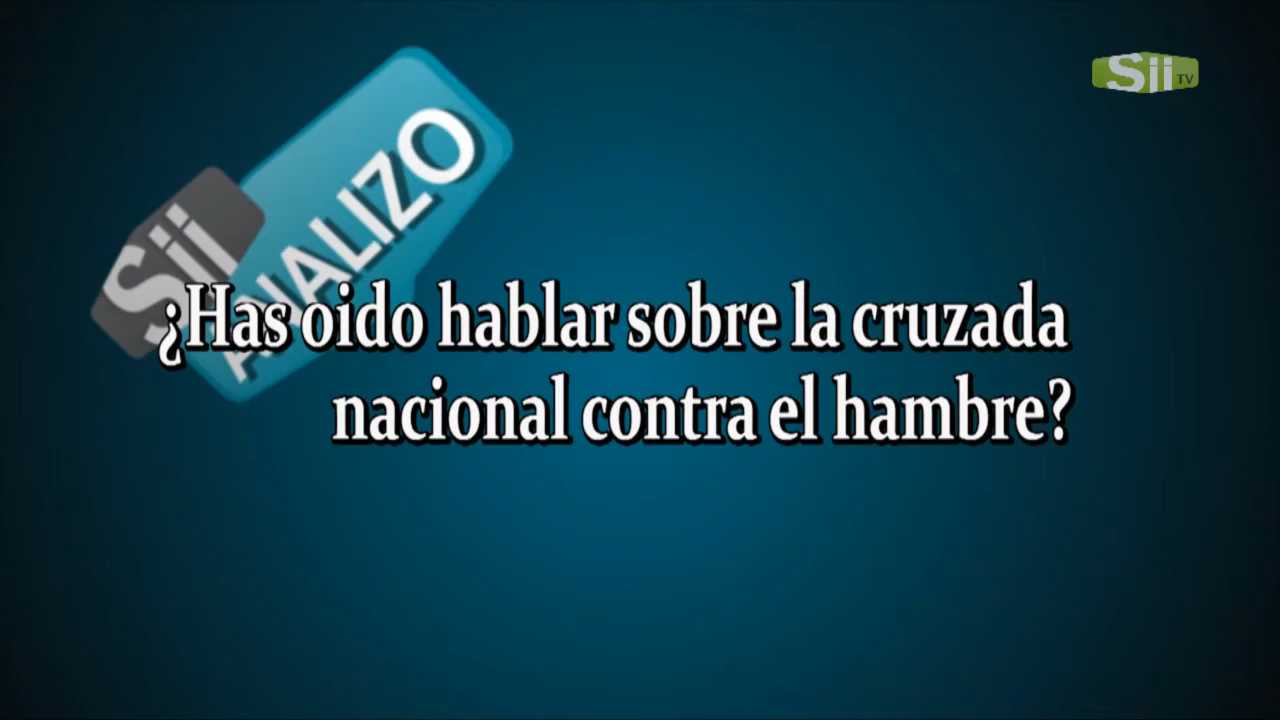 Sii TV
Sii
ANALIZO
¿Has oido hablar sobre la cruzada
nacional contra el hambre?